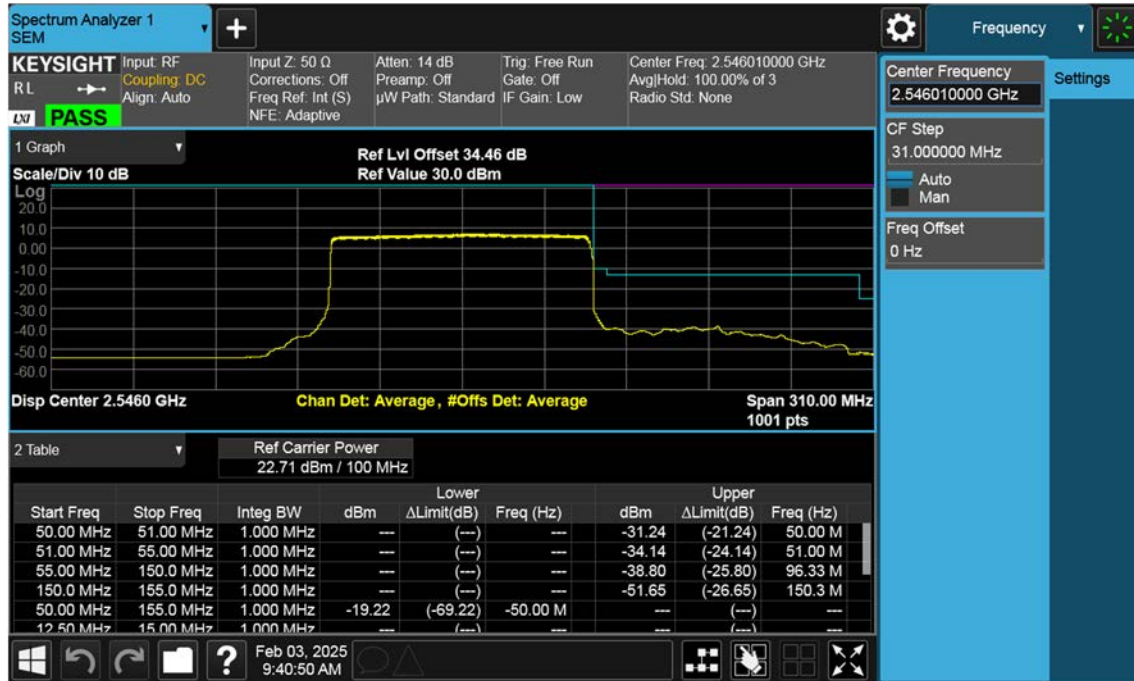 Spectrum Analyzer 1
SEM
Frequency
KEYSIGHT
R L
LXI
PASS
Input: RF
Coupling: DC
Align: Auto
Input Z: 50 Ω
Corrections: Off
Freq Ref: Int (S)
NFE: Adaptive
Atten: 14 dB
Preamp: Off
µW Path: Standard
Trig: Free Run
Gate: Off
IF Gain: Low
Center Freq: 2.546010000 GHz
Avg|Hold: 100.00% of 3
Radio Std: None
Center Frequency
2.546010000 GHz
Settings
CF Step
31.000000 MHz
Auto
Man
Freq Offset
0 Hz
1 Graph
Scale/Div 10 dB
Ref Lvl Offset 34.46 dB
Ref Value 30.0 dBm
Log
20.0
10.0
0.00
-10.0
-20.0
-30.0
-40.0
-50.0
-60.0
Disp Center 2.5460 GHz
Chan Det: Average, #Offs Det: Average
Span 310.00 MHz
1001 pts
2 Table
Ref Carrier Power
22.71 dBm / 100 MHz
Lower Upper
Start Freq Stop Freq Integ BW dBm ΔLimit(dB) Freq (Hz) dBm ΔLimit(dB) Freq (Hz)
50.00 MHz 51.00 MHz 1.000 MHz --- (---) --- -31.24 (-21.24) 50.00 M
51.00 MHz 55.00 MHz 1.000 MHz --- (---) --- -34.14 (-24.14) 51.00 M
55.00 MHz 150.0 MHz 1.000 MHz --- (---) --- -38.80 (-25.80) 96.33 M
150.0 MHz 155.0 MHz 1.000 MHz --- (---) --- -51.65 (-26.65) 150.3 M
50.00 MHz 155.0 MHz 1.000 MHz -19.22 (-69.22) -50.00 M --- (---) ---
12.50 MHz 15.00 MHz 1.000 MHz --- (---) --- --- (---) ---
?
Feb 03, 2025
9:40:50 AM